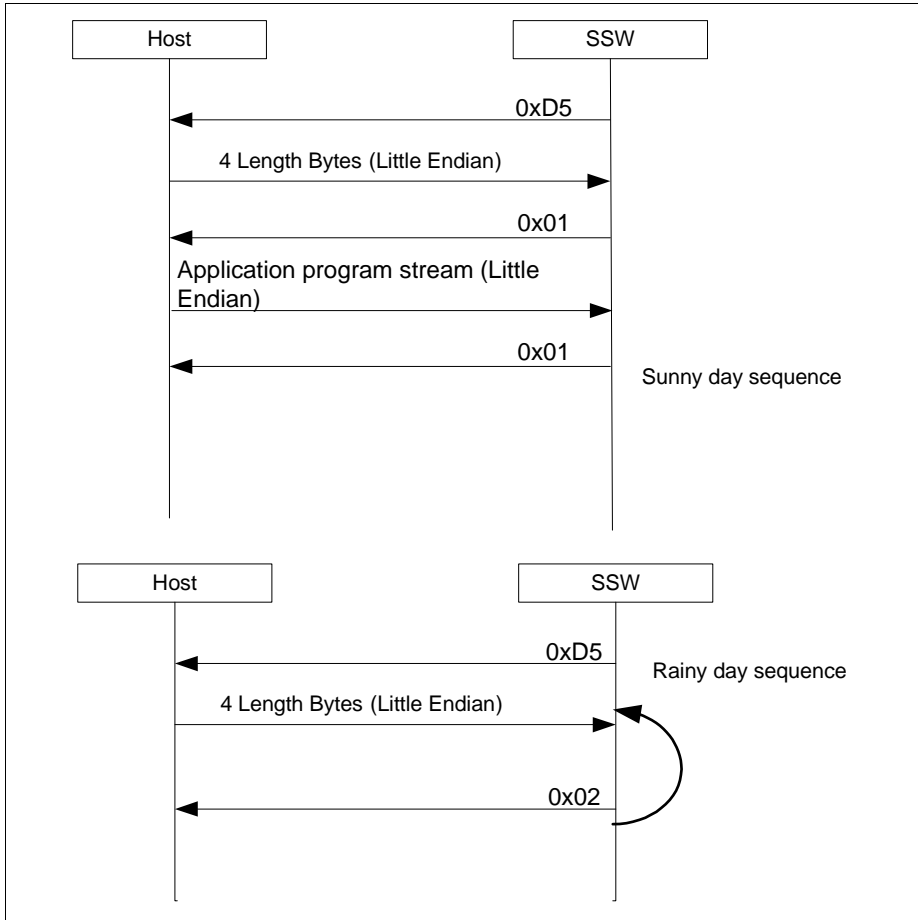 Host
SSW
0xD5
4 Length Bytes (Little Endian)
0x01
Application program stream (Little
Endian)
0x01
Sunny day sequence
Host
SSW
0xD5
Rainy day sequence
4 Length Bytes (Little Endian)
0x02